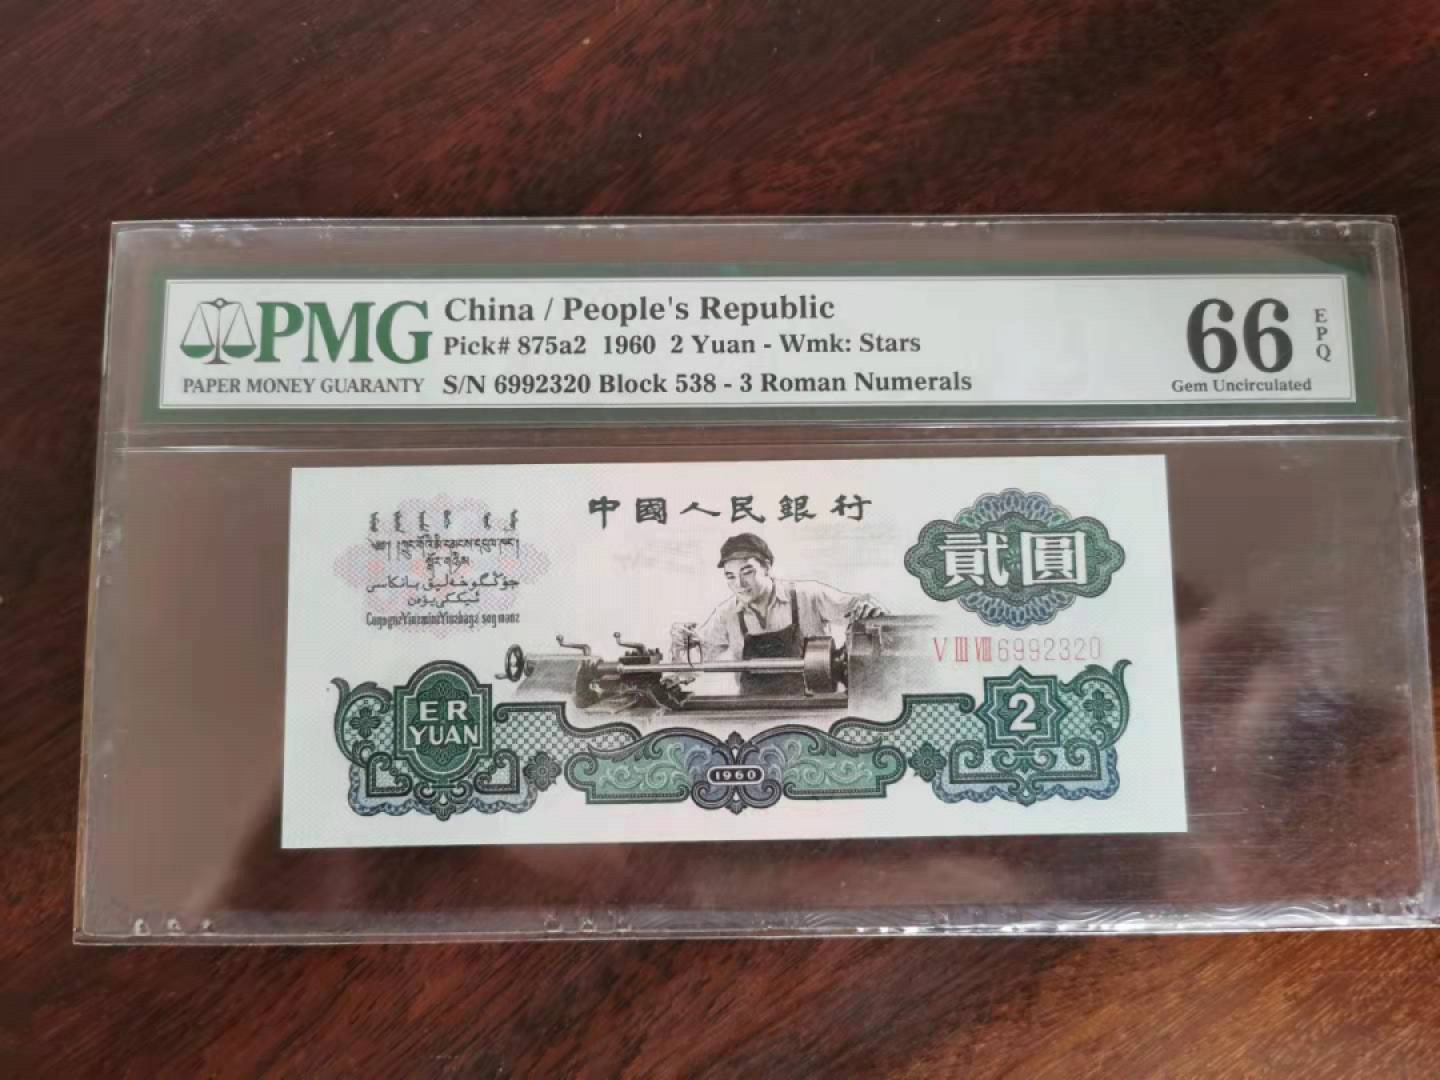 PMG
PAPER MONEY GUARANTY
China / People's Republic
Pick# 875a2 1960 2 Yuan - Wmk: Stars
S/N 6992320 Block 538 - 3 Roman Numerals
66
EPQ
Gem Uncirculated
中國人民銀行
貳圓
Ⅴ Ⅲ Ⅷ 6992320
ER
YUAN
2
1960